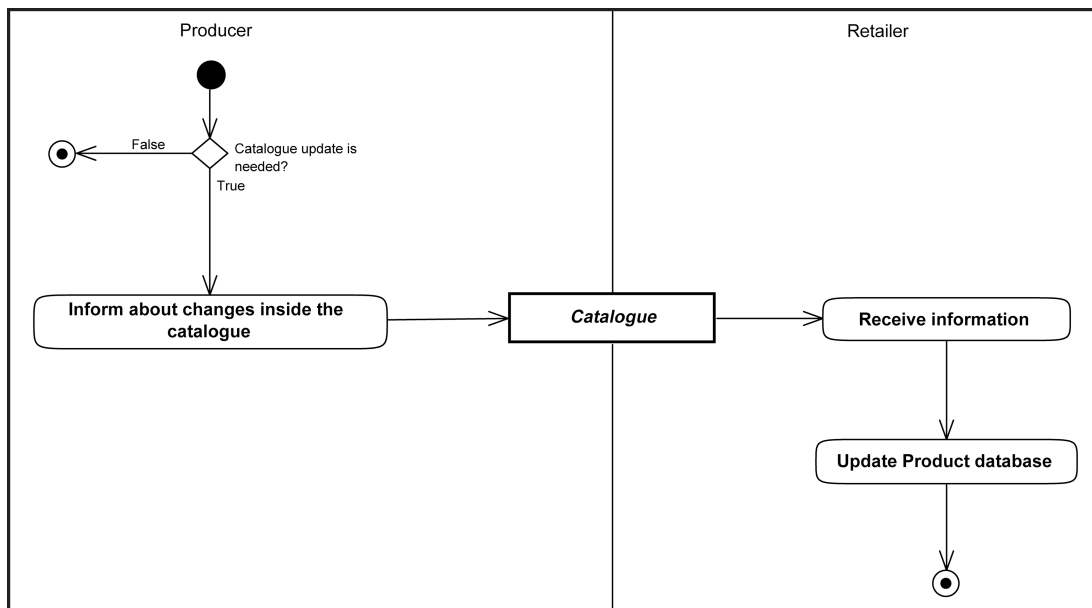 Producer
Retailer
False
Catalogue update is
needed?
True
Inform about changes inside the
catalogue
Catalogue
Receive information
Update Product database